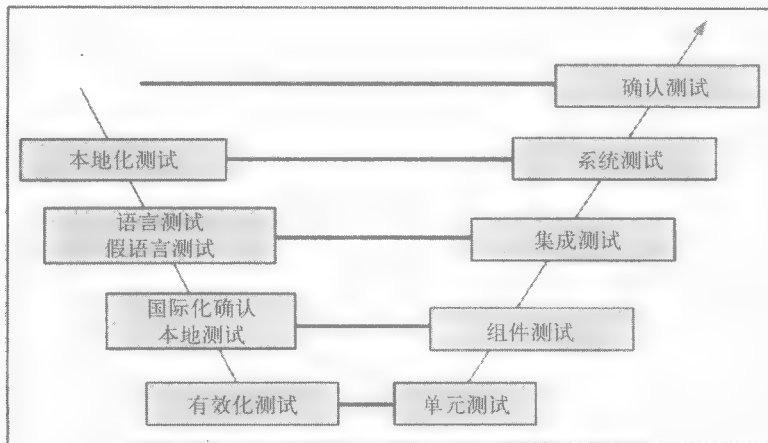 确认测试
本地化测试
系统测试
语言测试
假语言测试
集成测试
国际化确认
本地测试
组件测试
有效化测试
单元测试